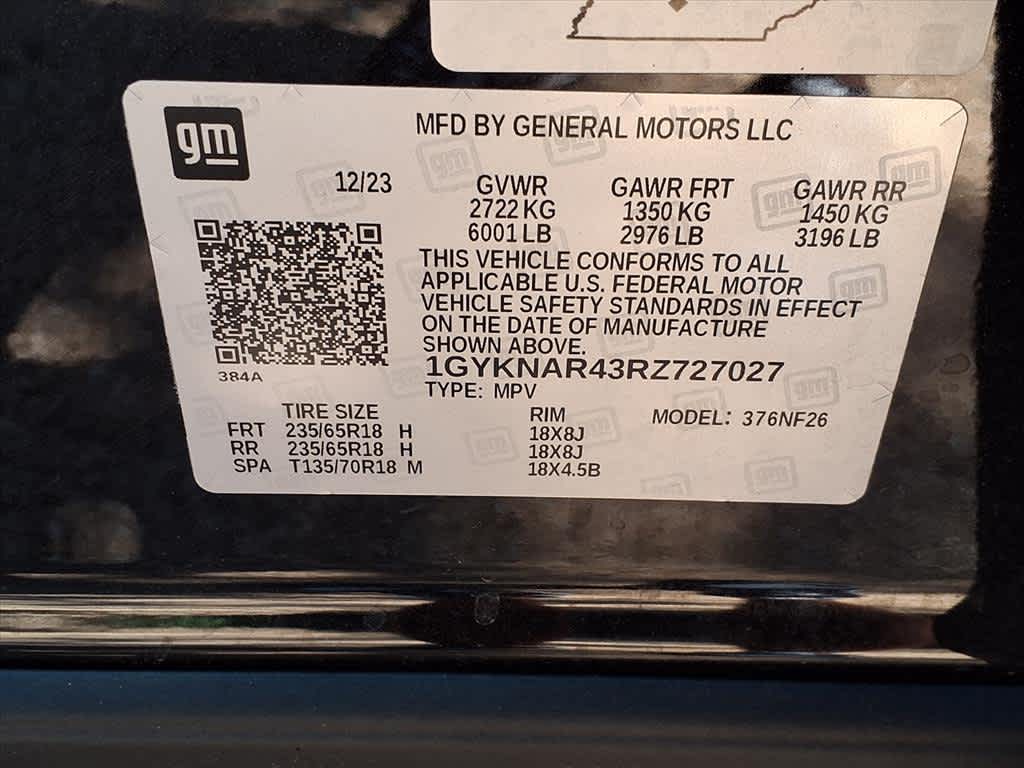 gm
MFD BY GENERAL MOTORS LLC
12/23
GVWR GAWR FRT GAWR RR
2722 KG 1350 KG 1450 KG
6001 LB 2976 LB 3196 LB
THIS VEHICLE CONFORMS TO ALL
APPLICABLE U.S. FEDERAL MOTOR
VEHICLE SAFETY STANDARDS IN EFFECT
ON THE DATE OF MANUFACTURE
SHOWN ABOVE.
1GYKNAR43RZ727027
384A
TYPE: MPV
TIRE SIZE RIM MODEL: 376NF26
FRT 235/65R18 H 18X8J
RR 235/65R18 H 18X8J
SPA T135/70R18 M 18X4.5B